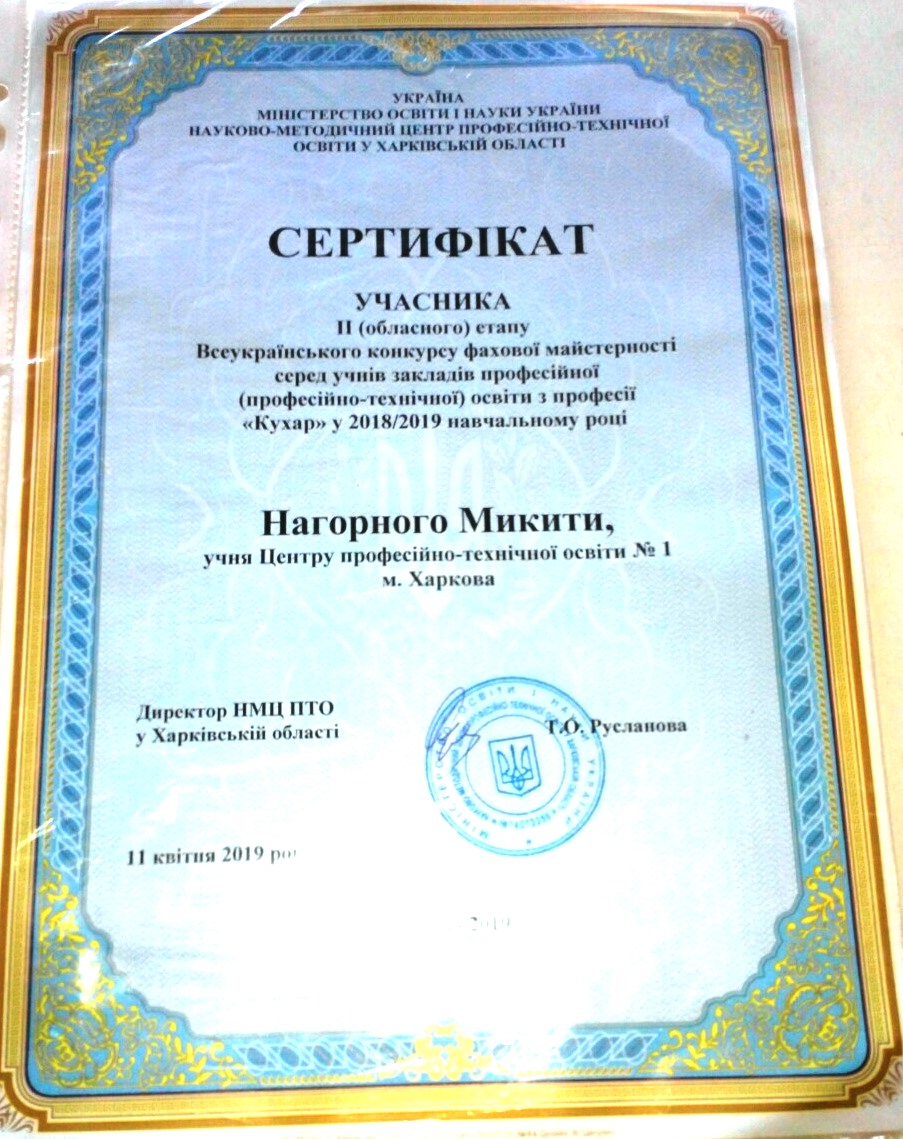 УКРАЇНА
МІНІСТЕРСТВО ОСВІТИ І НАУКИ УКРАЇНИ
НАУКОВО-МЕТОДИЧНИЙ ЦЕНТР ПРОФЕСІЙНО-ТЕХНІЧНОЇ
ОСВІТИ У ХАРКІВСЬКІЙ ОБЛАСТІ
СЕРТИФІКАТ
УЧАСНИКА
ІІ (обласного) етапу
Всеукраїнського конкурсу фахової майстерності
серед учнів закладів професійної
(професійно-технічної) освіти з професії
«Кухар» у 2018/2019 навчальному році
Нагорного Микити,
учня Центру професійно-технічної освіти № 1
м. Харкова
Директор НМЦ ПТО
у Харківській області
Т.О. Русланова
11 квітня 2019
2019